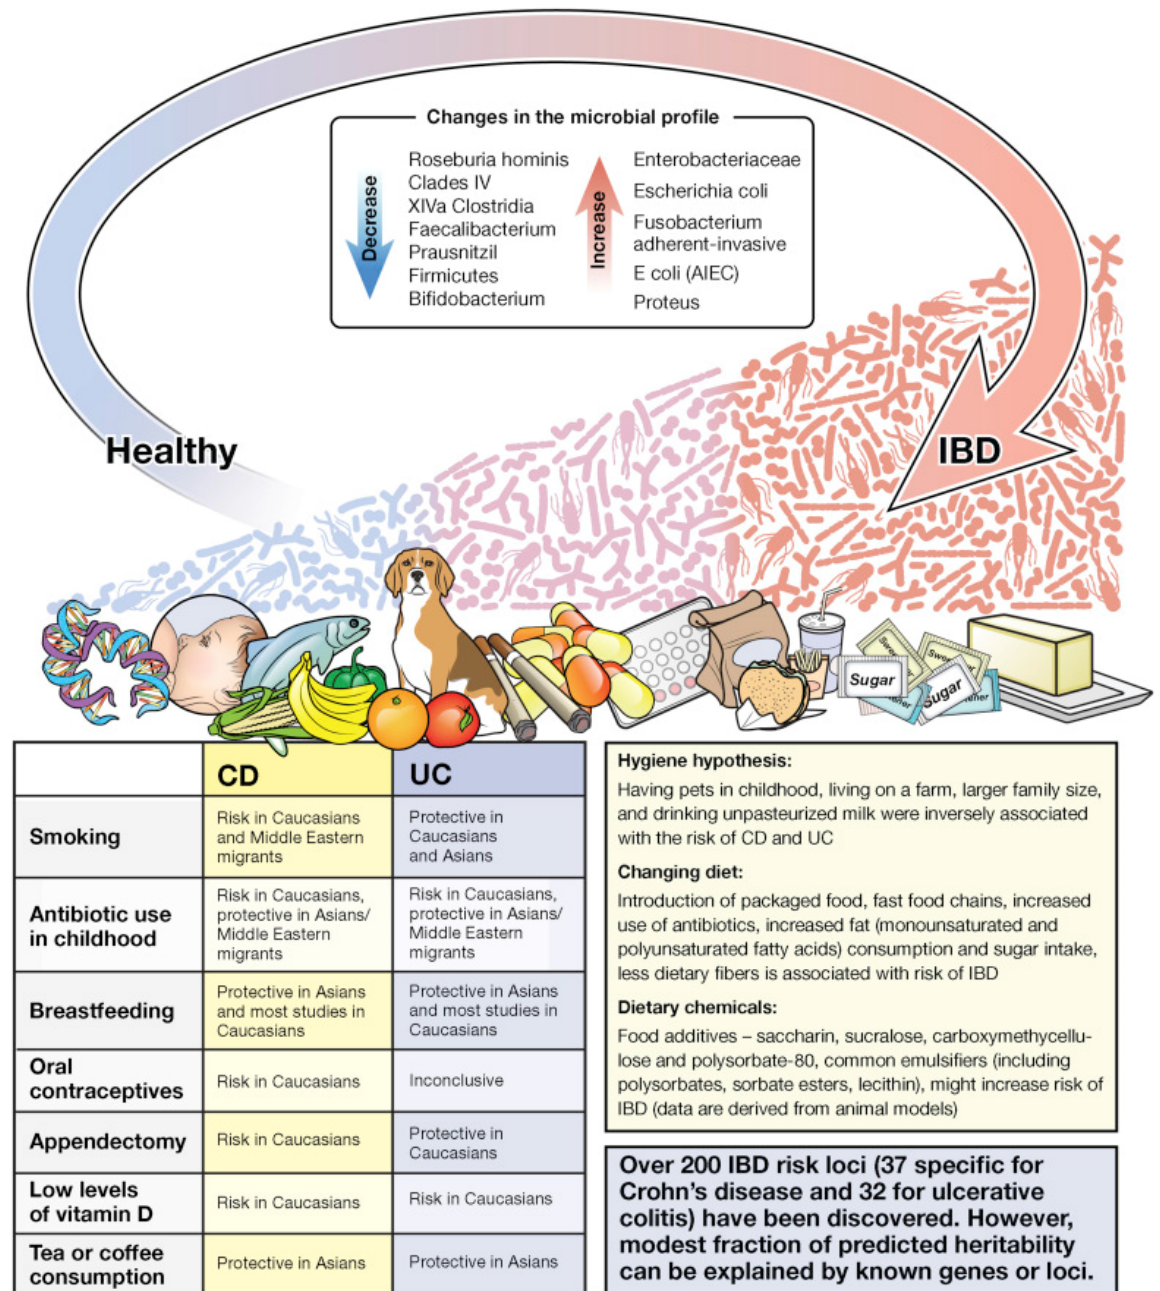 Changes in the microbial profile
Decrease
Roseburia hominis
Clades IV
XIVa Clostridia
Faecalibacterium
Prausnitzil
Firmicutes
Bifidobacterium
Increase
Enterobacteriaceae
Escherichia coli
Fusobacterium
adherent-invasive
E coli (AIEC)
Proteus
Healthy
IBD
Sugar
Sugar
CD
UC
Smoking
Risk in Caucasians
and Middle Eastern
migrants
Protective in
Caucasians
and Asians
Antibiotic use
in childhood
Risk in Caucasians,
protective in Asians/
Middle Eastern
migrants
Risk in Caucasians,
protective in Asians/
Middle Eastern
migrants
Breastfeeding
Protective in Asians
and most studies in
Caucasians
Protective in Asians
and most studies in
Caucasians
Oral
contraceptives
Risk in Caucasians
Inconclusive
Appendectomy
Risk in Caucasians
Protective in
Caucasians
Low levels
of vitamin D
Risk in Caucasians
Risk in Caucasians
Tea or coffee
consumption
Protective in Asians
Protective in Asians
Hygiene hypothesis:
Having pets in childhood, living on a farm, larger family size,
and drinking unpasteurized milk were inversely associated
with the risk of CD and UC
Changing diet:
Introduction of packaged food, fast food chains, increased
use of antibiotics, increased fat (monounsaturated and
polyunsaturated fatty acids) consumption and sugar intake,
less dietary fibers is associated with risk of IBD
Dietary chemicals:
Food additives – saccharin, sucralose, carboxymethycellu-
lose and polysorbate-80, common emulsifiers (including
polysorbates, sorbate esters, lecithin), might increase risk of
IBD (data are derived from animal models)
Over 200 IBD risk loci (37 specific for
Crohn's disease and 32 for ulcerative
colitis) have been discovered. However,
modest fraction of predicted heritability
can be explained by known genes or loci.